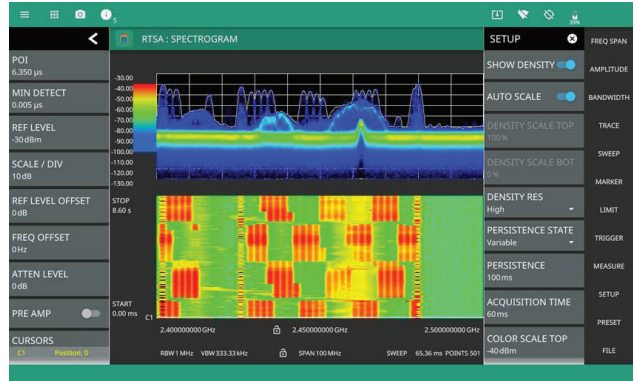 5
39%
RTSA : SPECTROGRAM
POI
6.350 µs
MIN DETECT
0.005 µs
REF LEVEL
-30 dBm
SCALE / DIV
10 dB
REF LEVEL OFFSET
0 dB
FREQ OFFSET
0 Hz
ATTEN LEVEL
0 dB
PRE AMP
CURSORS
C1 Position: 0
-30.00
-40.00
-50.00
-60.00
-70.00
-80.00
-90.00
-100.00
-110.00
-120.00
-130.00
STOP
8.60 s
START
0.00 ms
C1
2.400000000 GHz 2.450000000 GHz 2.500000000 GHz
RBW 1 MHz VBW 333.33 kHz SPAN 100 MHz SWEEP 65.36 ms POINTS 501
SETUP
SHOW DENSITY
AUTO SCALE
DENSITY SCALE TOP
100 %
DENSITY SCALE BOT
0 %
DENSITY RES
High
PERSISTENCE STATE
Variable
PERSISTENCE
100 ms
ACQUISITION TIME
60 ms
COLOR SCALE TOP
-40 dBm
FREQ SPAN
AMPLITUDE
BANDWIDTH
TRACE
SWEEP
MARKER
LIMIT
TRIGGER
MEASURE
SETUP
PRESET
FILE